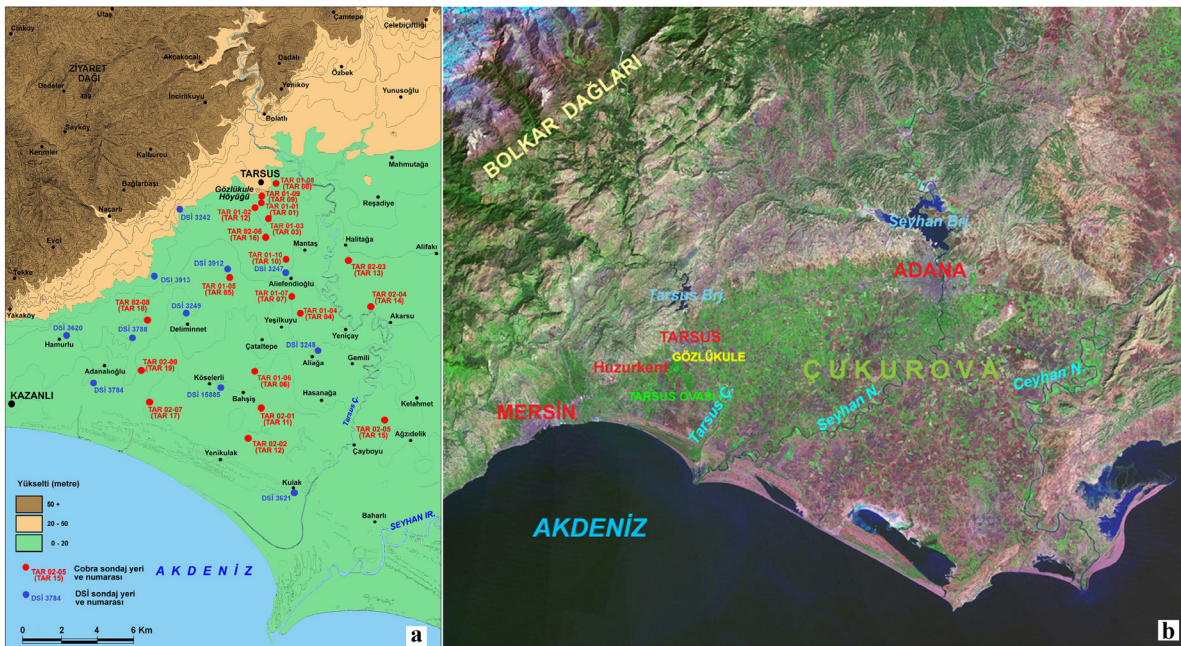 Ulaş
Çamtepe
Çelebiçiftliği
Çinköy
ZİYARET
DAĞI
Akçakocalı
Dadalı
Özbek
Dedeler
Yeniköy
Yunusoğlu
İncirlikuyu
Bolatlı
Sayköy
Kerimler
Kaburcu
Mahmutağa
TARSUS
TAR 01-08
(TAR 08)
Bağlarbaşı
Gözlükule
Höyüğü
TAR 01-09
(TAR 09)
Reşadiye
Nacarlı
DSİ 3242
TAR 01-02
(TAR 12)
TAR 01-01
(TAR 01)
TAR 01-03
(TAR 03)
Evci
TAR 02-06
(TAR 16)
Mantaş
Halitağa
Alifakı
Tekke
DSİ 3912
TAR 01-10
(TAR 10)
TAR 02-03
(TAR 13)
DSİ 3913
TAR 01-05
(TAR 05)
DSİ 3247
Aliefendioğlu
TAR 02-08
(TAR 18)
TAR 01-07
(TAR 07)
TAR 02-04
(TAR 14)
Yakaköy
DSİ 3249
TAR 01-04
(TAR 04)
Akarsu
DSİ 3620
Deliminnet
Yeşilkuyu
Yeniçay
Hamurlu
DSİ 3788
Çataltepe
DSİ 3248
Aliağa
Gemili
Adanalıoğlu
TAR 02-09
(TAR 19)
DSİ 3784
Köselerli
TAR 01-06
(TAR 06)
DSİ 15885
Bahşiş
Hasanağa
Tarsus Ç.
Kelahmet
KAZANLI
TAR 02-07
(TAR 17)
TAR 02-01
(TAR 11)
TAR 02-05
(TAR 15)
Ağzıdelik
TAR 02-02
(TAR 12)
Çayboyu
Yenikulak
Kulak
DSİ 3621
Baharlı
SEYHAN IR.
AKDENİZ
Yükselti (metre)
50 +
20 - 50
0 - 20
TAR 02-05
(TAR 15)
Cobra sondaj yeri
ve numarası
DSİ 3784
DSİ sondaj yeri
ve numarası
0 2 4 6 Km
a
BOLKAR DAĞLARI
Seyhan Brj.
ADANA
Tarsus Brj.
TARSUS
GÖZLÜKULE
Huzurkent
ÇUKUROVA
Ceyhan N.
TARSUS OVASI
Seyhan N.
MERSİN
Tarsus Ç.
AKDENİZ
b